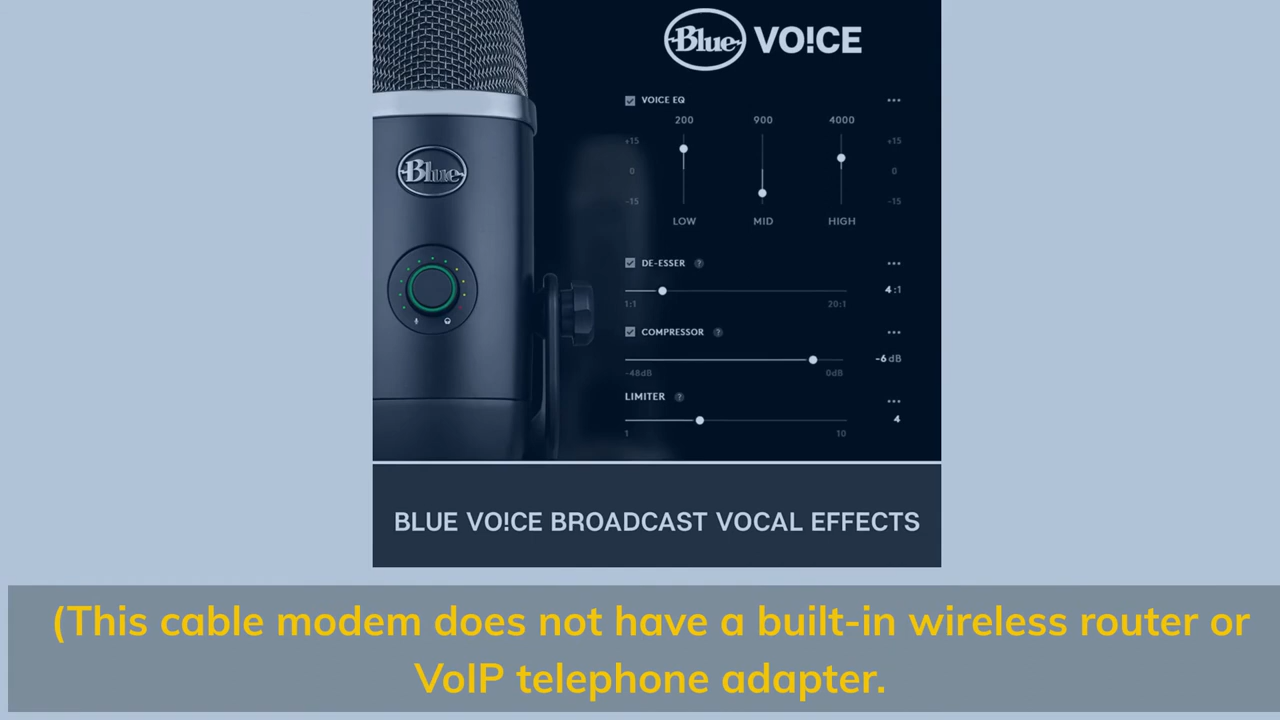 Blue VO!CE
Blue
VOICE EQ ...
200 900 4000
+15 +15
0 0
-15 -15
LOW MID HIGH
DE-ESSER ? ...
4:1
1:1 20:1
COMPRESSOR ? ...
-6 dB
-48dB 0dB
LIMITER ? ...
4
1 10
BLUE VO!CE BROADCAST VOCAL EFFECTS
(This cable modem does not have a built-in wireless router or
VoIP telephone adapter.